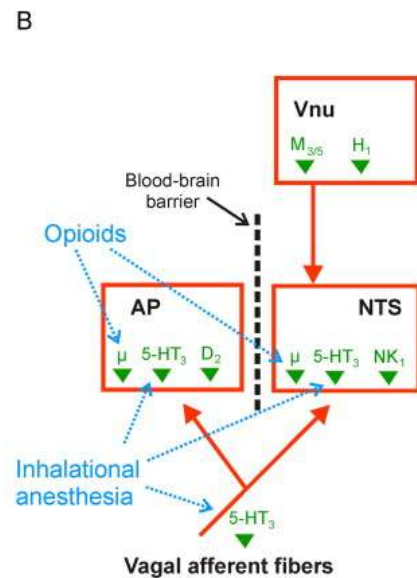 B
Vnu
M3/5 H1
Blood-brain
barrier
Opioids
AP
NTS
μ 5-HT3 D2
μ 5-HT3 NK1
Inhalational
anesthesia
5-HT3
Vagal afferent fibers